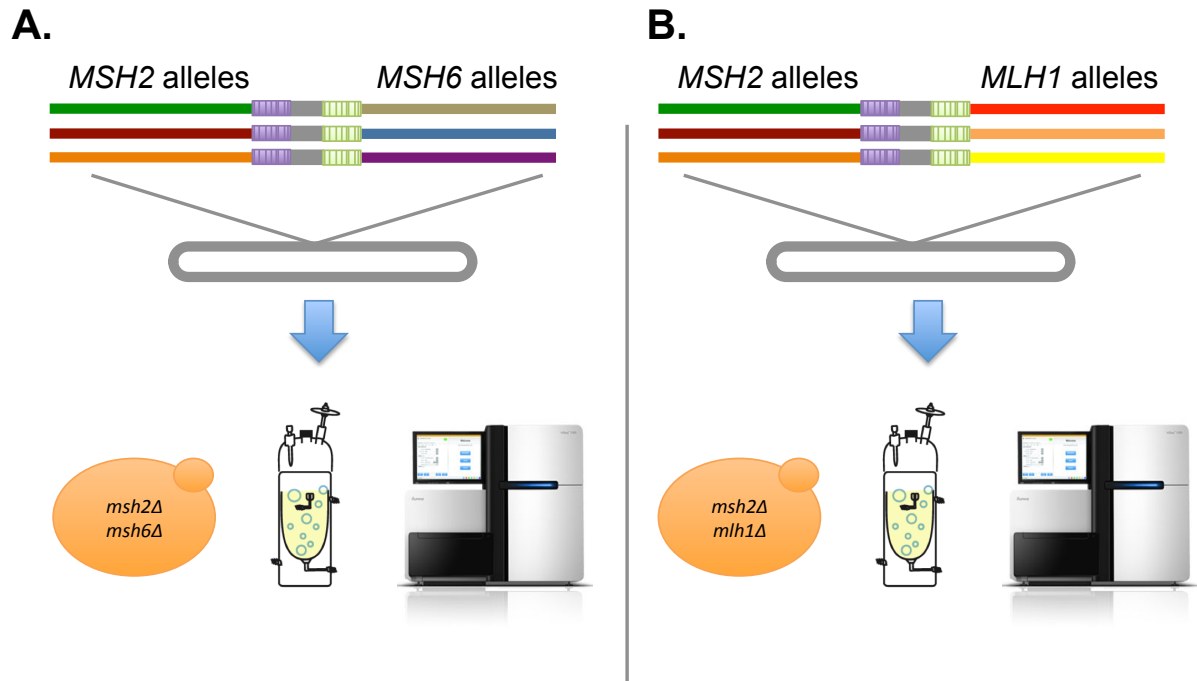 A.
MSH2 alleles MSH6 alleles
msh2Δ
msh6Δ
B.
MSH2 alleles MLH1 alleles
msh2Δ
mlh1Δ